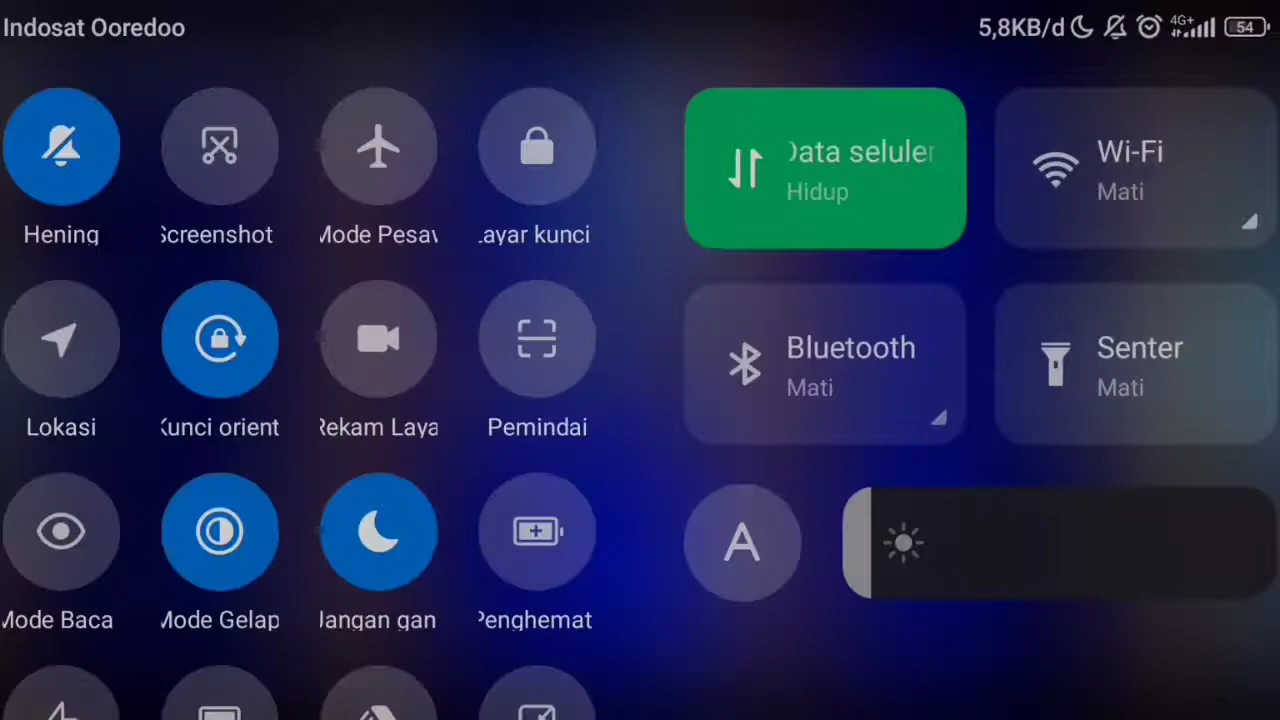 Indosat Ooredoo
5,8KB/d 4G+ 54
Hening
Screenshot
Mode Pesaw
Layar kunci
Data seluler
Hidup
Wi-Fi
Mati
Lokasi
Kunci orient
Rekam Laya
Pemindai
Bluetooth
Mati
Senter
Mati
A
Mode Baca
Mode Gelap
Jangan gan
Penghemat